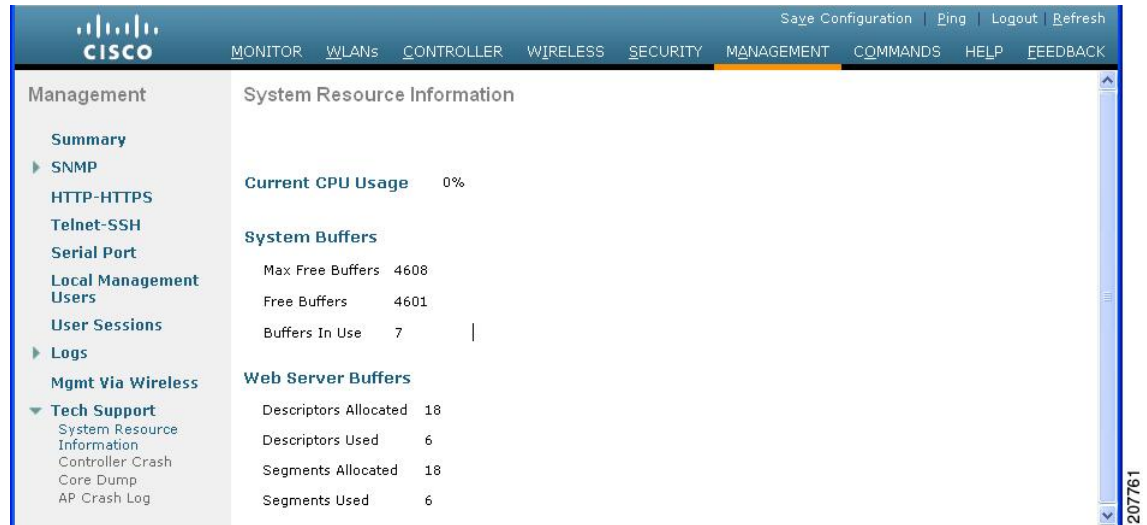 Save Configuration | Ping | Logout | Refresh
CISCO
MONITOR WLANs CONTROLLER WIRELESS SECURITY MANAGEMENT COMMANDS HELP FEEDBACK
Management
Summary
SNMP
HTTP-HTTPS
Telnet-SSH
Serial Port
Local Management
Users
User Sessions
Logs
Mgmt Via Wireless
Tech Support
System Resource
Information
Controller Crash
Core Dump
AP Crash Log
System Resource Information
Current CPU Usage 0%
System Buffers
Max Free Buffers 4608
Free Buffers 4601
Buffers In Use 7
Web Server Buffers
Descriptors Allocated 18
Descriptors Used 6
Segments Allocated 18
Segments Used 6
207761